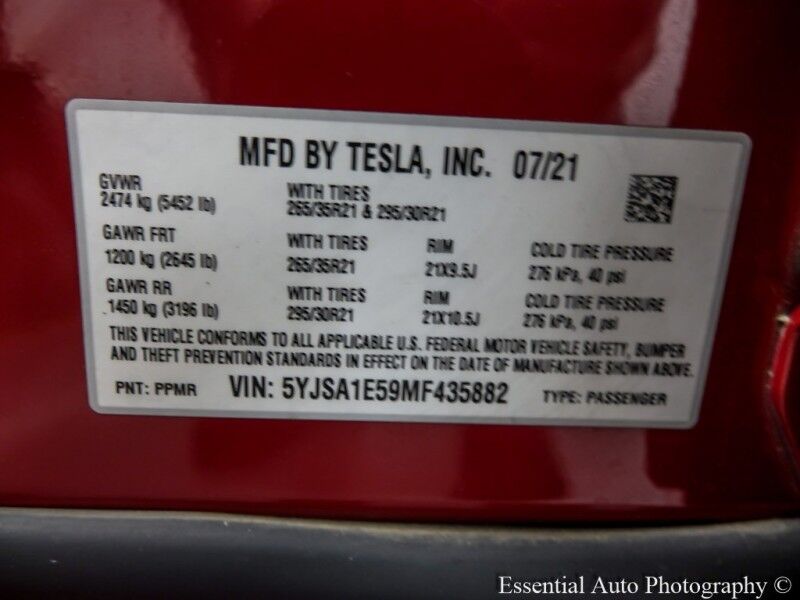 MFD BY TESLA, INC. 07/21
GVWR WITH TIRES
2474 kg (5452 lb) 265/35R21 & 295/30R21
GAWR FRT WITH TIRES RIM COLD TIRE PRESSURE
1200 kg (2645 lb) 265/35R21 21X9.5J 276 kPa, 40 psi
GAWR RR WITH TIRES RIM COLD TIRE PRESSURE
1450 kg (3196 lb) 295/30R21 21X10.5J 276 kPa, 40 psi
THIS VEHICLE CONFORMS TO ALL APPLICABLE U.S. FEDERAL MOTOR VEHICLE SAFETY, BUMPER
AND THEFT PREVENTION STANDARDS IN EFFECT ON THE DATE OF MANUFACTURE SHOWN ABOVE.
PNT: PPMR VIN: 5YJSA1E59MF435882 TYPE: PASSENGER
Essential Auto Photography ©